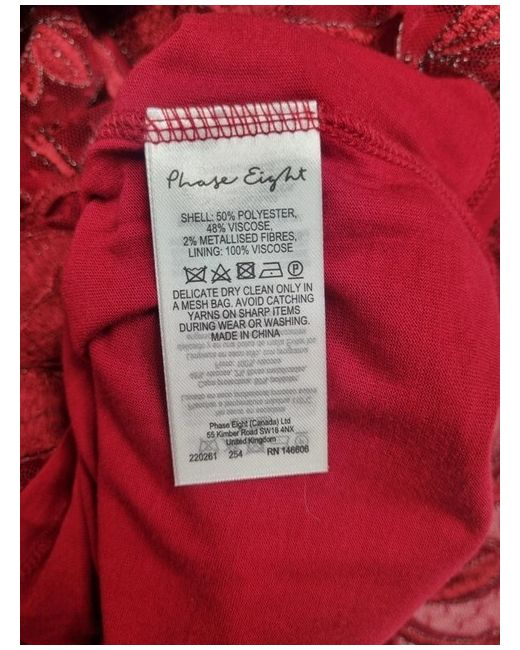 Phase Eight
SHELL: 50% POLYESTER,
48% VISCOSE,
2% METALLISED FIBRES,
LINING: 100% VISCOSE
P
DELICATE DRY CLEAN ONLY IN
A MESH BAG. AVOID CATCHING
YARNS ON SHARP ITEMS
DURING WEAR OR WASHING.
MADE IN CHINA
Phase Eight (Canada) Ltd
55 Kimber Road SW18 4NX
United Kingdom
220261 254 RN 146606